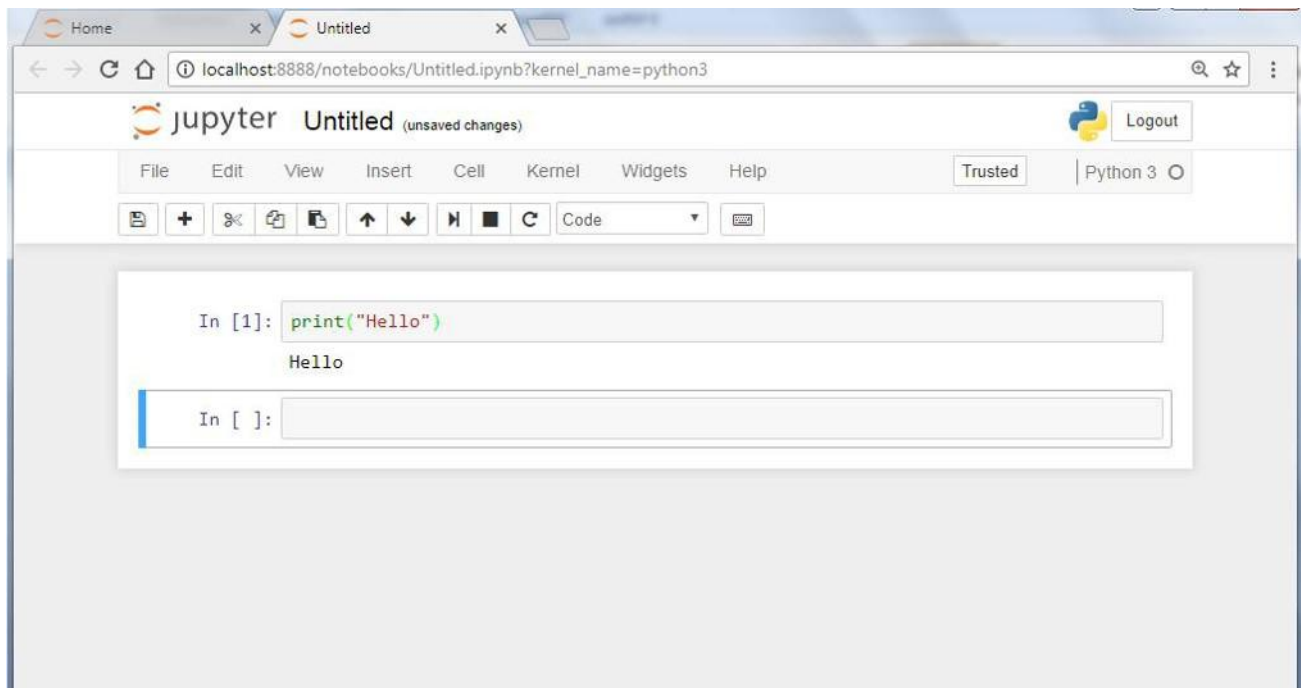 Home Untitled
localhost:8888/notebooks/Untitled.ipynb?kernel_name=python3
jupyter Untitled (unsaved changes) Logout
File Edit View Insert Cell Kernel Widgets Help Trusted Python 3
Code
In [1]: print("Hello")
Hello
In [ ]: